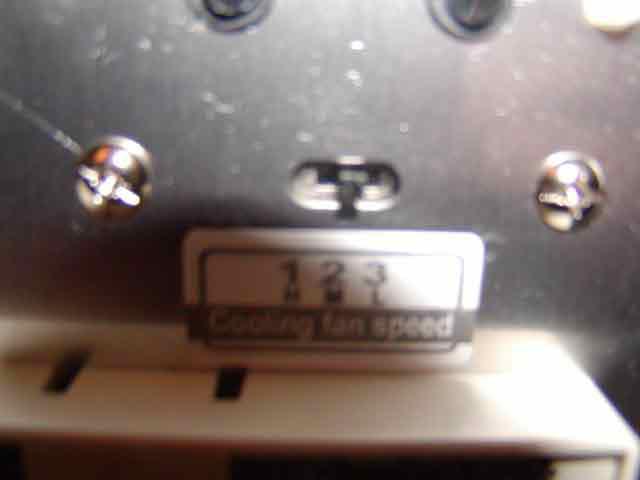 1 2 3
H M L
Cooling fan speed